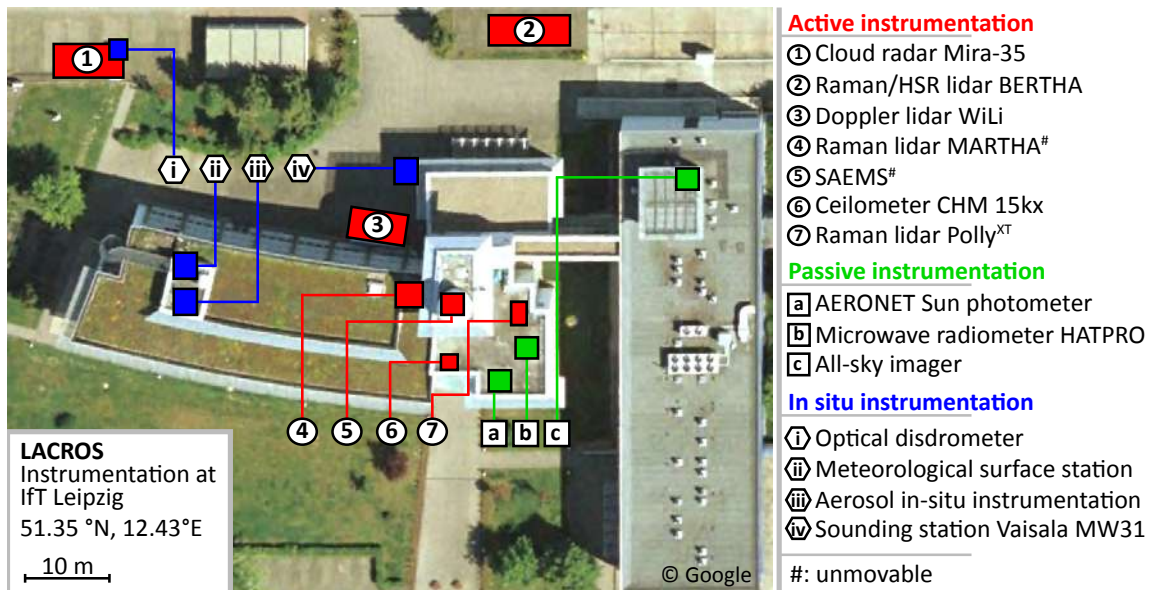 1
2
3
i
ii
iii
iv
4
5
6
7
a
b
c
LACROS
Instrumentation at
IfT Leipzig
51.35 °N, 12.43°E
10 m
© Google
Active instrumentation
1 Cloud radar Mira-35
2 Raman/HSR lidar BERTHA
3 Doppler lidar WiLi
4 Raman lidar MARTHA#
5 SAEMS#
6 Ceilometer CHM 15kx
7 Raman lidar PollyXT
Passive instrumentation
a AERONET Sun photometer
b Microwave radiometer HATPRO
c All-sky imager
In situ instrumentation
i Optical disdrometer
ii Meteorological surface station
iii Aerosol in-situ instrumentation
iv Sounding station Vaisala MW31
#: unmovable